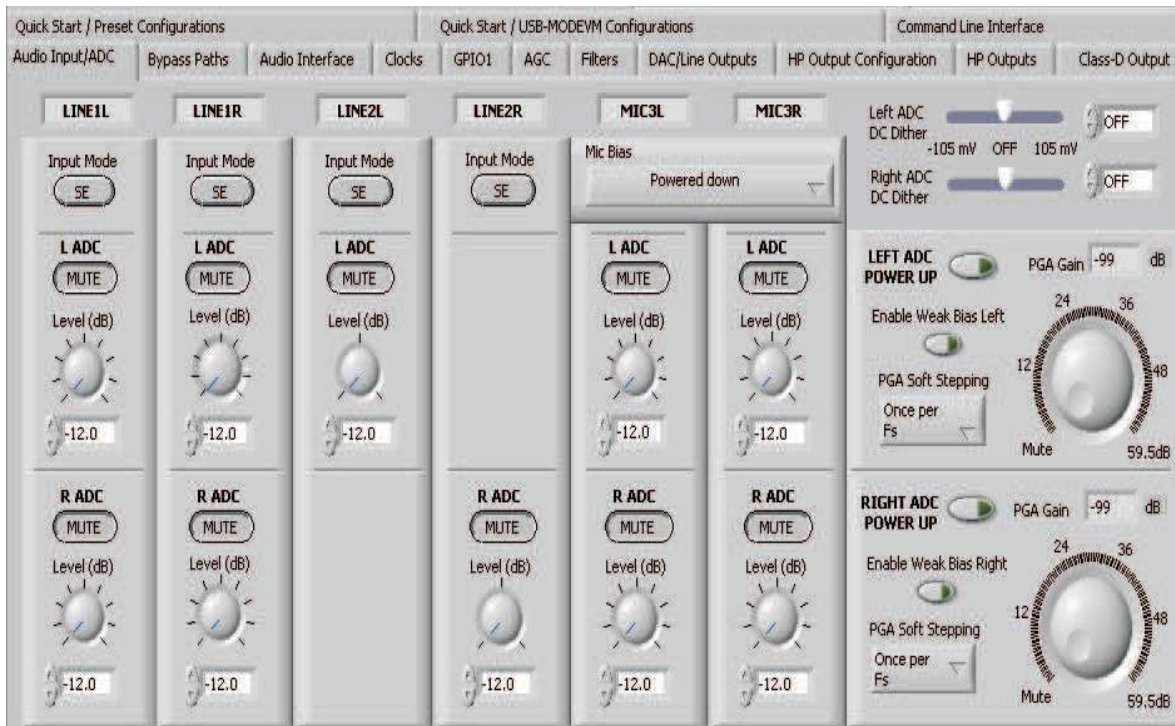 Quick Start / Preset Configurations
Quick Start / USB-MODEVM Configurations
Command Line Interface
Audio Input/ADC
Bypass Paths
Audio Interface
Clocks
GPIO1
AGC
Filters
DAC/Line Outputs
HP Output Configuration
HP Outputs
Class-D Output
LINE1L
LINE1R
LINE2L
LINE2R
MIC3L
MIC3R
Input Mode
SE
Input Mode
SE
Input Mode
SE
Input Mode
SE
Mic Bias
Powered down
Left ADC
DC Dither
-105 mV OFF 105 mV
OFF
Right ADC
DC Dither
OFF
L ADC
MUTE
Level (dB)
-12.0
L ADC
MUTE
Level (dB)
-12.0
L ADC
MUTE
Level (dB)
-12.0
L ADC
MUTE
Level (dB)
-12.0
L ADC
MUTE
Level (dB)
-12.0
LEFT ADC
POWER UP
PGA Gain -99 dB
Enable Weak Bias Left
PGA Soft Stepping
Once per
Fs
24
36
12
48
Mute
59.5dB
R ADC
MUTE
Level (dB)
-12.0
R ADC
MUTE
Level (dB)
-12.0
R ADC
MUTE
Level (dB)
-12.0
R ADC
MUTE
Level (dB)
-12.0
R ADC
MUTE
Level (dB)
-12.0
RIGHT ADC
POWER UP
PGA Gain -99 dB
Enable Weak Bias Right
PGA Soft Stepping
Once per
Fs
24
36
12
48
Mute
59.5dB